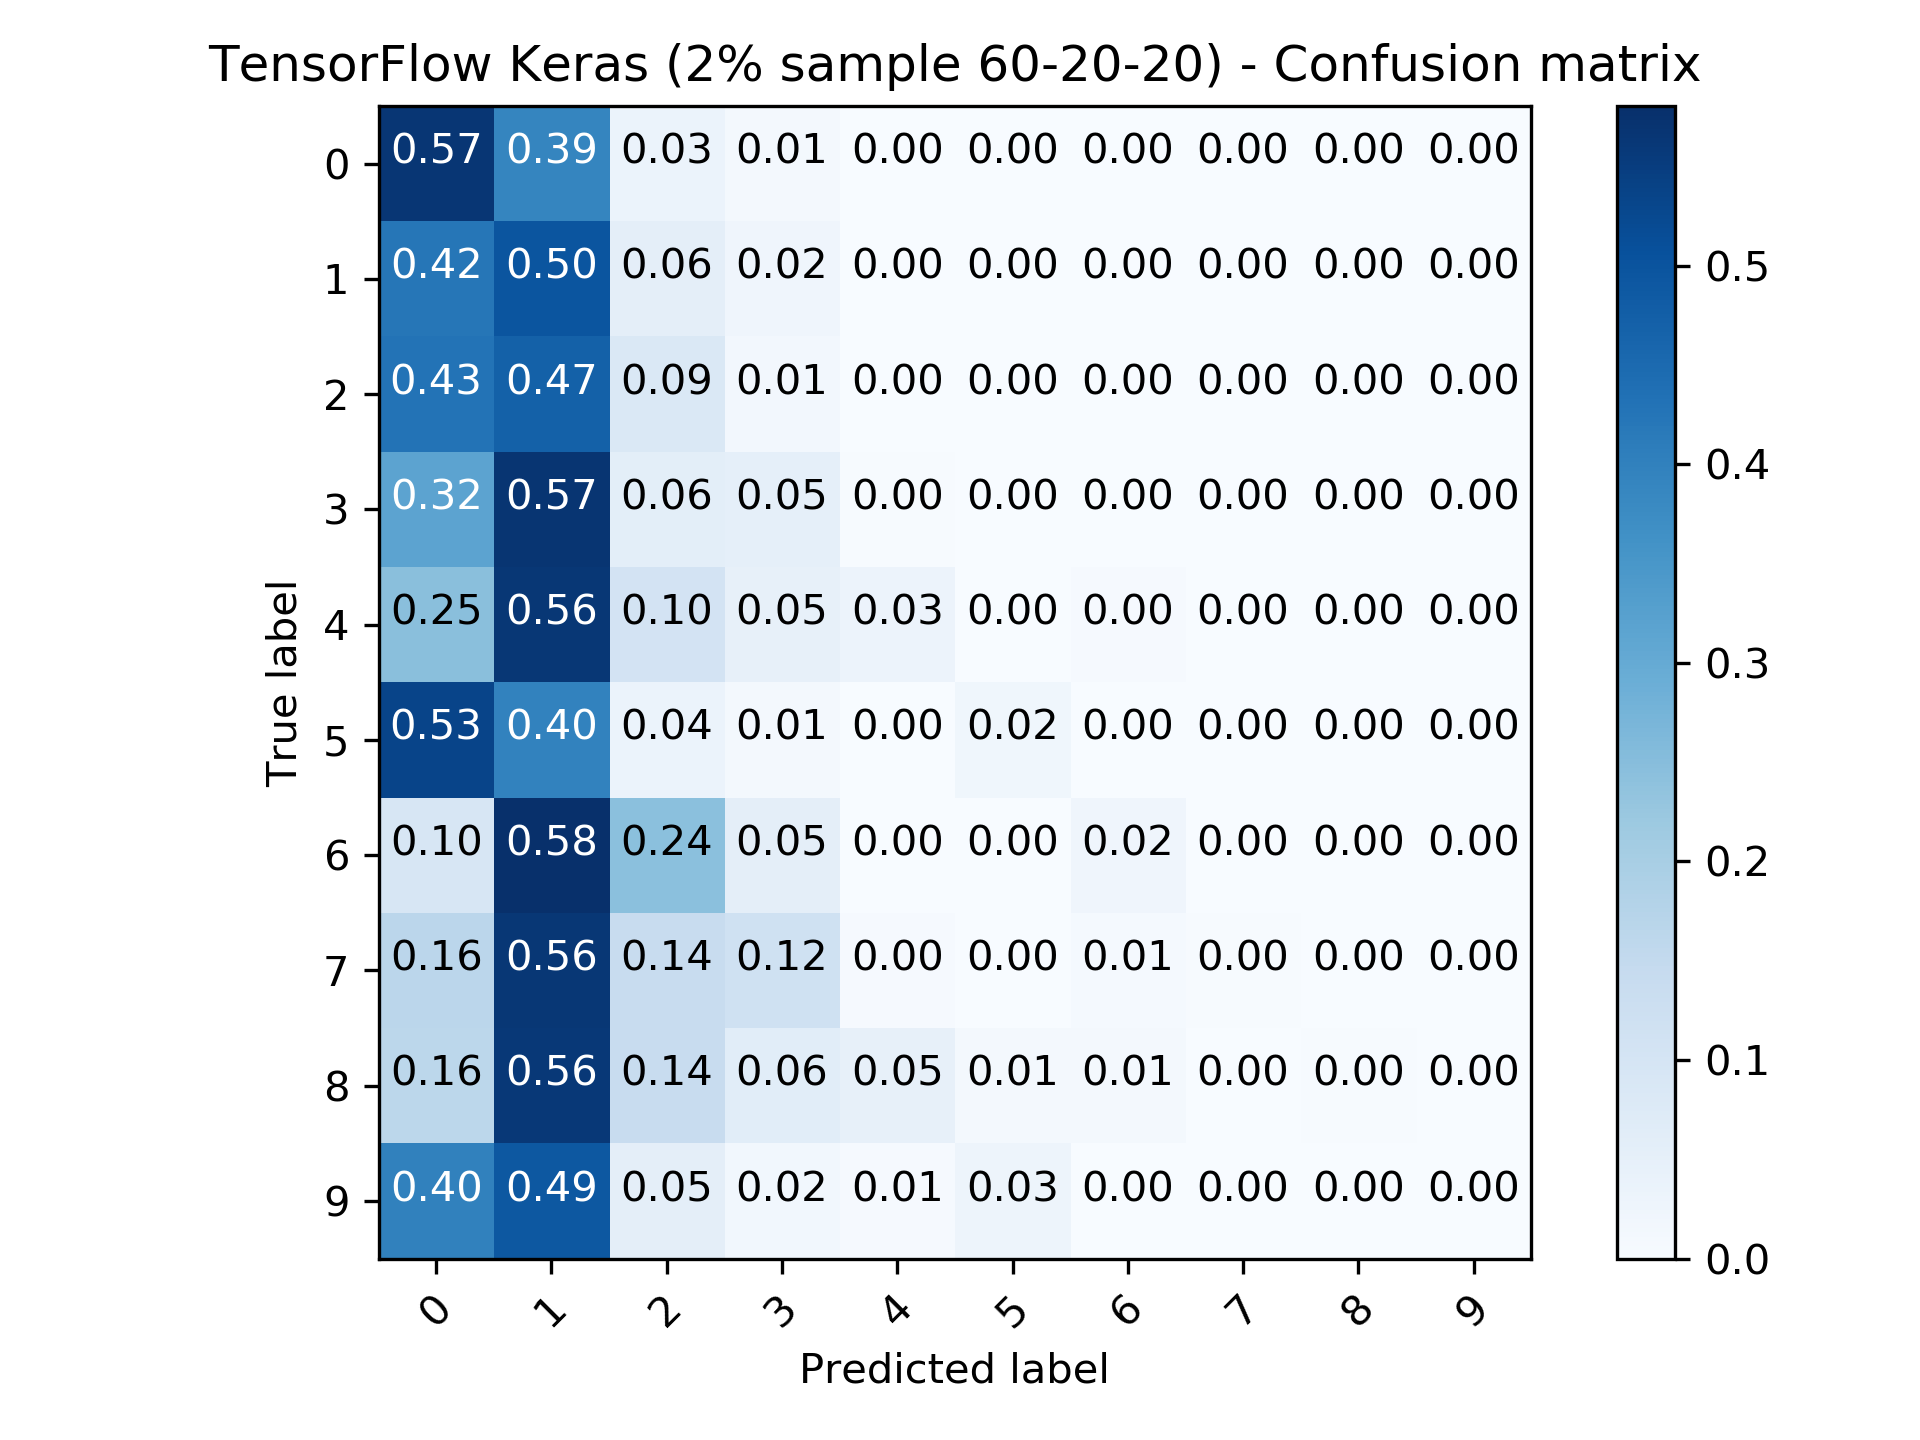 TensorFlow Keras (2% sample 60-20-20) - Confusion matrix
0 0.57 0.39 0.03 0.01 0.00 0.00 0.00 0.00 0.00 0.00
1 0.42 0.50 0.06 0.02 0.00 0.00 0.00 0.00 0.00 0.00
2 0.43 0.47 0.09 0.01 0.00 0.00 0.00 0.00 0.00 0.00
3 0.32 0.57 0.06 0.05 0.00 0.00 0.00 0.00 0.00 0.00
4 0.25 0.56 0.10 0.05 0.03 0.00 0.00 0.00 0.00 0.00
5 0.53 0.40 0.04 0.01 0.00 0.02 0.00 0.00 0.00 0.00
6 0.10 0.58 0.24 0.05 0.00 0.00 0.02 0.00 0.00 0.00
7 0.16 0.56 0.14 0.12 0.00 0.00 0.01 0.00 0.00 0.00
8 0.16 0.56 0.14 0.06 0.05 0.01 0.01 0.00 0.00 0.00
9 0.40 0.49 0.05 0.02 0.01 0.03 0.00 0.00 0.00 0.00
True label
0 1 2 3 4 5 6 7 8 9
Predicted label
0.5
0.4
0.3
0.2
0.1
0.0